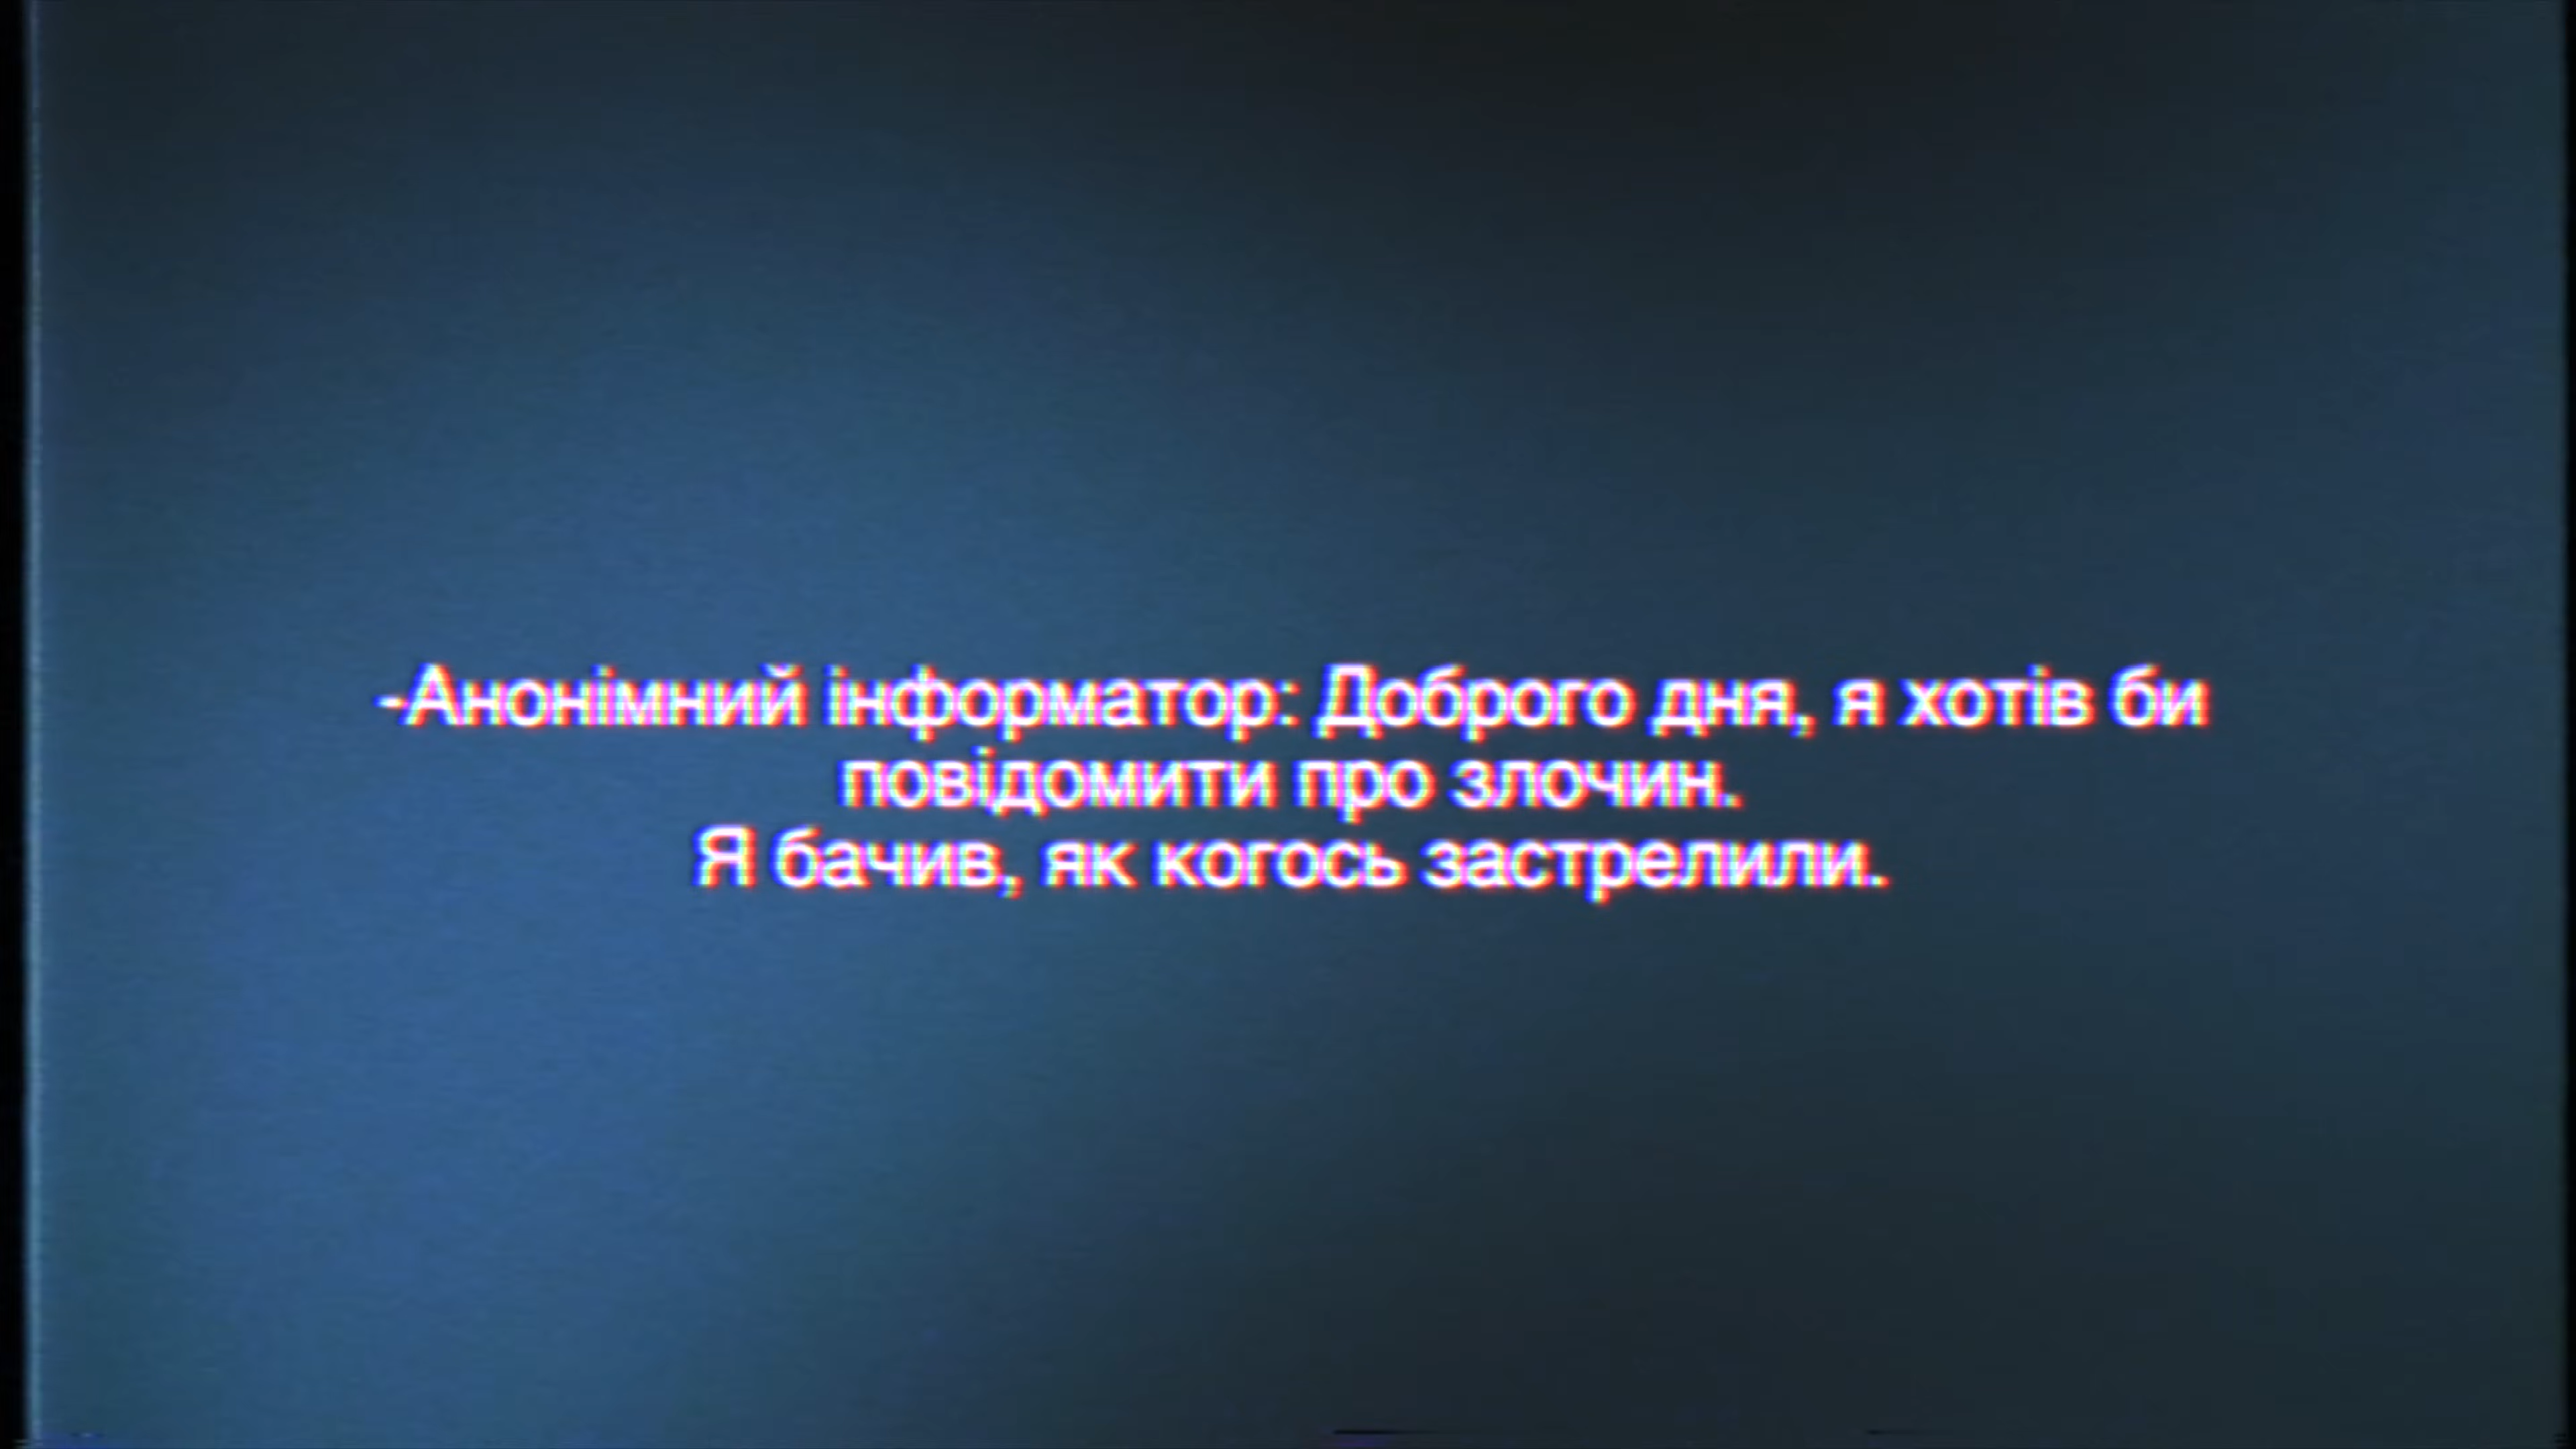 -Анонімний інформатор: Доброго дня, я хотів би
повідомити про злочин.
Я бачив, як когось застрелили.